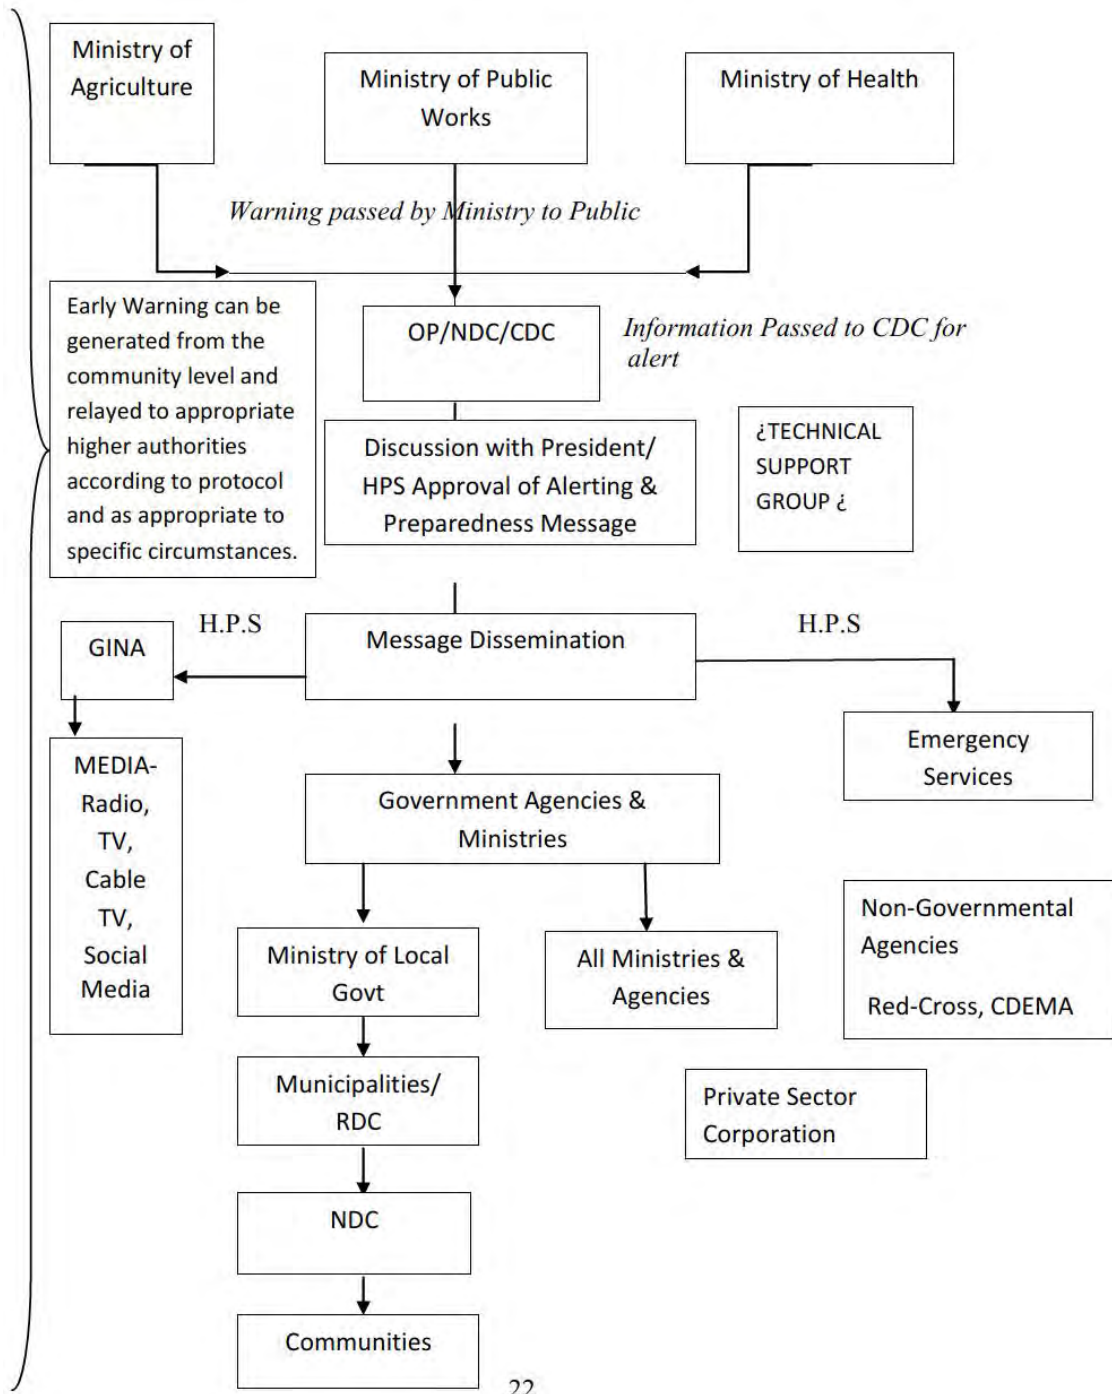 Ministry of
Agriculture
Ministry of Public
Works
Ministry of Health
Warning passed by Ministry to Public
Early Warning can be
generated from the
community level and
relayed to appropriate
higher authorities
according to protocol
and as appropriate to
specific circumstances.
OP/NDC/CDC
Information Passed to CDC for
alert
Discussion with President/
HPS Approval of Alerting &
Preparedness Message
¿TECHNICAL
SUPPORT
GROUP ¿
H.P.S
GINA
Message Dissemination
H.P.S
MEDIA-
Radio,
TV,
Cable
TV,
Social
Media
Emergency
Services
Government Agencies &
Ministries
Ministry of Local
Govt
All Ministries &
Agencies
Non-Governmental
Agencies
Red-Cross, CDEMA
Municipalities/
RDC
Private Sector
Corporation
NDC
Communities
22